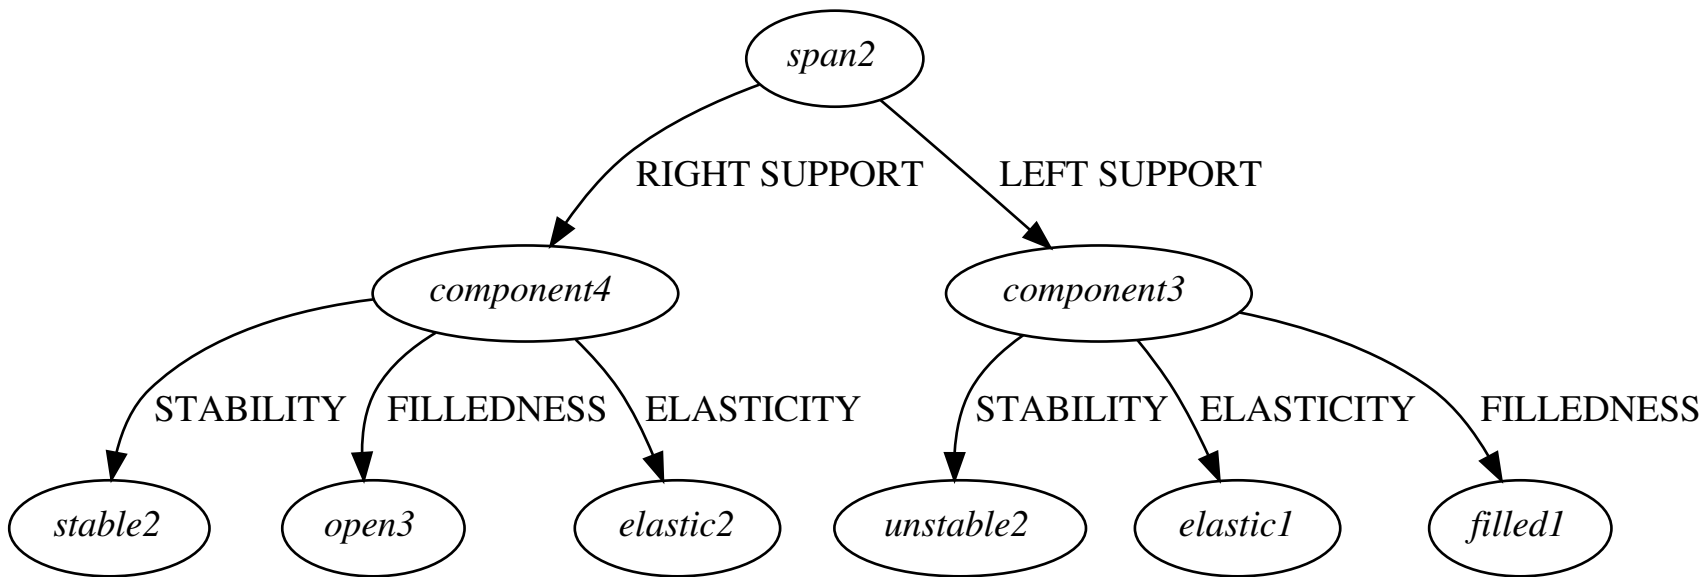 span2
RIGHT SUPPORT
LEFT SUPPORT
component4
component3
STABILITY
FILLEDNESS
ELASTICITY
STABILITY
ELASTICITY
FILLEDNESS
stable2
open3
elastic2
unstable2
elastic1
filled1